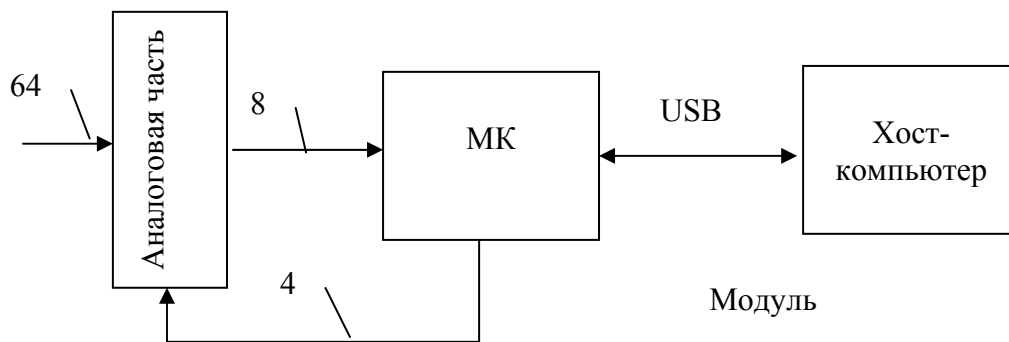 64
Аналоговая часть
8
МК
USB
Хост-
компьютер
4
Модуль